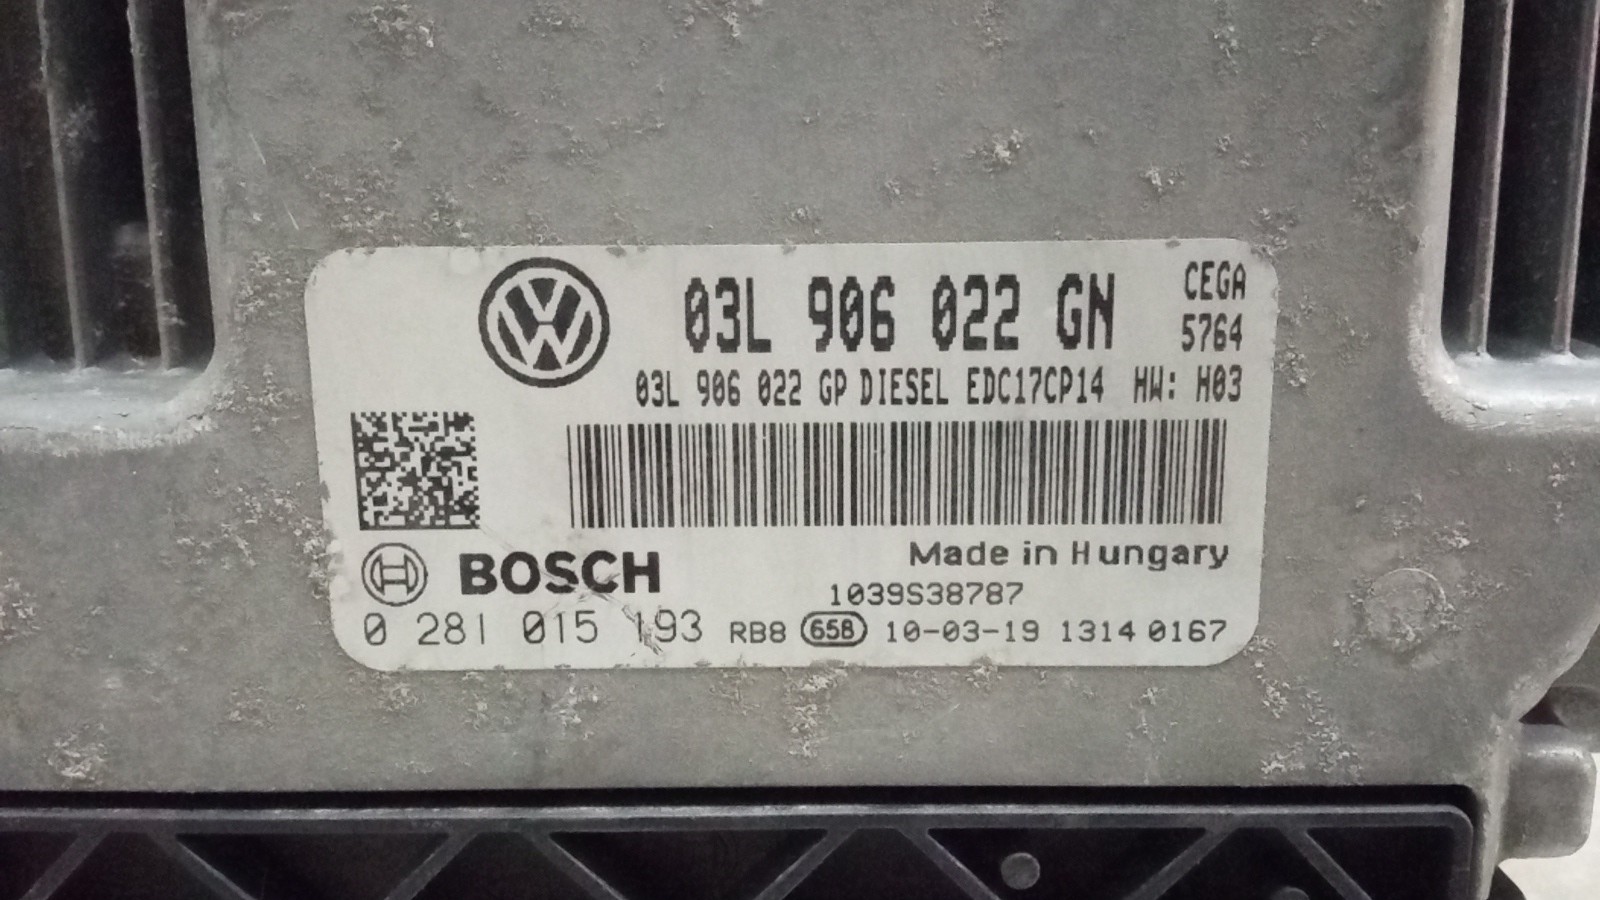 03L 906 022 GN
CEGA
5764
03L 906 022 GP DIESEL EDC17CP14 HW: H03
BOSCH
Made in Hungary
1039S38787
0 281 015 193 RB8 658 10-03-19 1314 0167